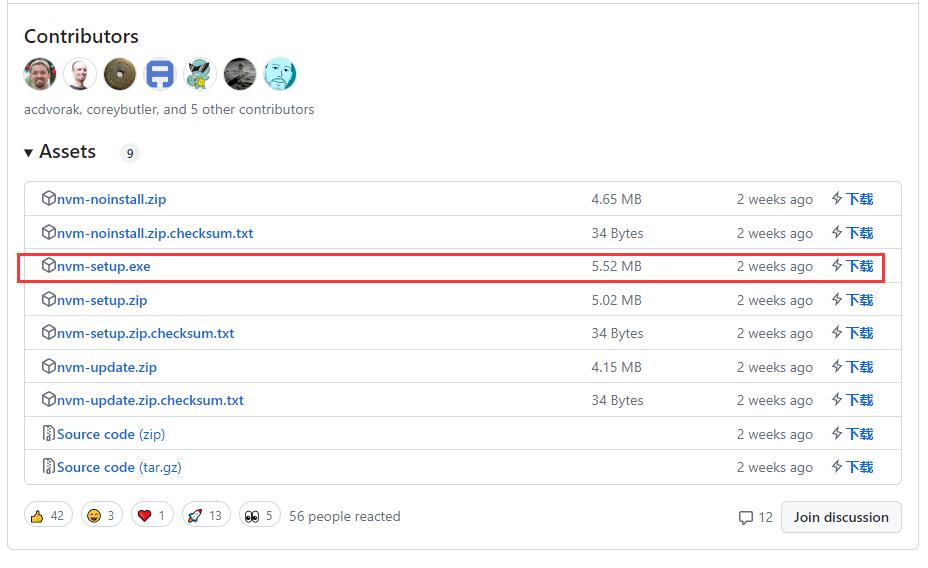 Contributors
acdvorak, coreybutler, and 5 other contributors
Assets 9
nvm-noinstall.zip 4.65 MB 2 weeks ago 下载
nvm-noinstall.zip.checksum.txt 34 Bytes 2 weeks ago 下载
nvm-setup.exe 5.52 MB 2 weeks ago 下载
nvm-setup.zip 5.02 MB 2 weeks ago 下载
nvm-setup.zip.checksum.txt 34 Bytes 2 weeks ago 下载
nvm-update.zip 4.15 MB 2 weeks ago 下载
nvm-update.zip.checksum.txt 34 Bytes 2 weeks ago 下载
Source code (zip) 2 weeks ago 下载
Source code (tar.gz) 2 weeks ago 下载
42 3 1 13 5 56 people reacted 12 Join discussion